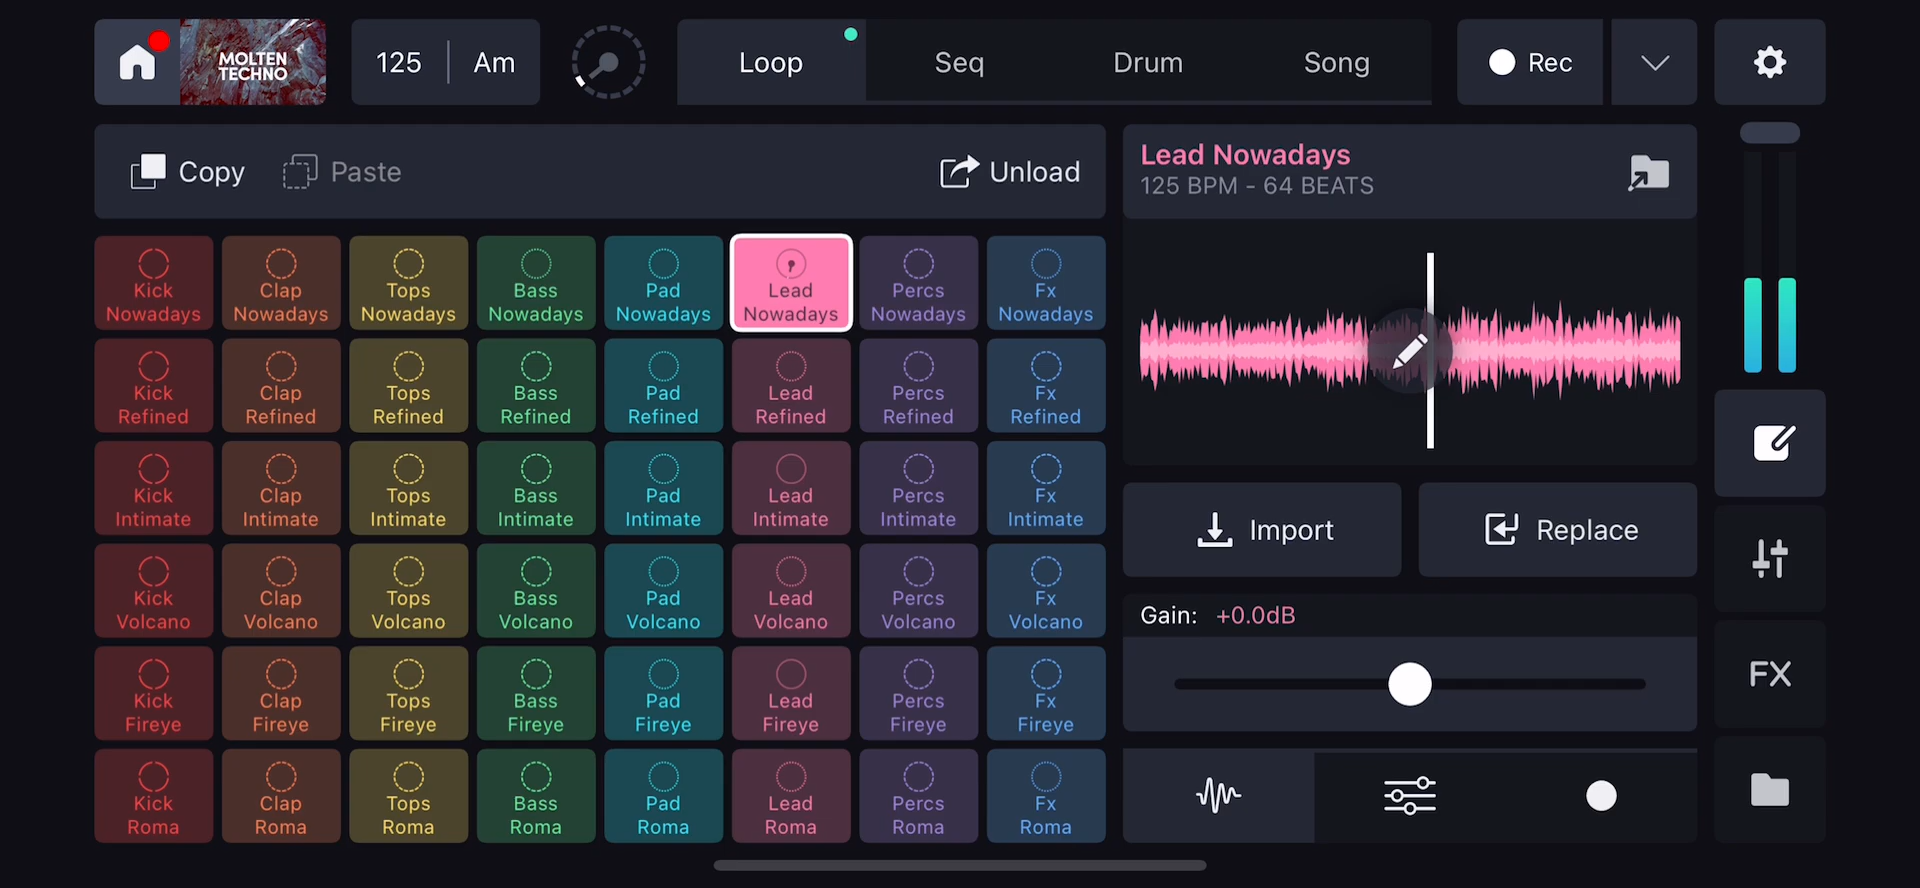 MOLTEN
TECHNO
125 Am
Loop Seq Drum Song
Rec
Copy Paste Unload
Lead Nowadays
125 BPM - 64 BEATS
Kick Nowadays
Clap Nowadays
Tops Nowadays
Bass Nowadays
Pad Nowadays
Lead Nowadays
Percs Nowadays
Fx Nowadays
Kick Refined
Clap Refined
Tops Refined
Bass Refined
Pad Refined
Lead Refined
Percs Refined
Fx Refined
Kick Intimate
Clap Intimate
Tops Intimate
Bass Intimate
Pad Intimate
Lead Intimate
Percs Intimate
Fx Intimate
Kick Volcano
Clap Volcano
Tops Volcano
Bass Volcano
Pad Volcano
Lead Volcano
Percs Volcano
Fx Volcano
Kick Fireye
Clap Fireye
Tops Fireye
Bass Fireye
Pad Fireye
Lead Fireye
Percs Fireye
Fx Fireye
Kick Roma
Clap Roma
Tops Roma
Bass Roma
Pad Roma
Lead Roma
Percs Roma
Fx Roma
Import Replace
Gain: +0.0dB
FX